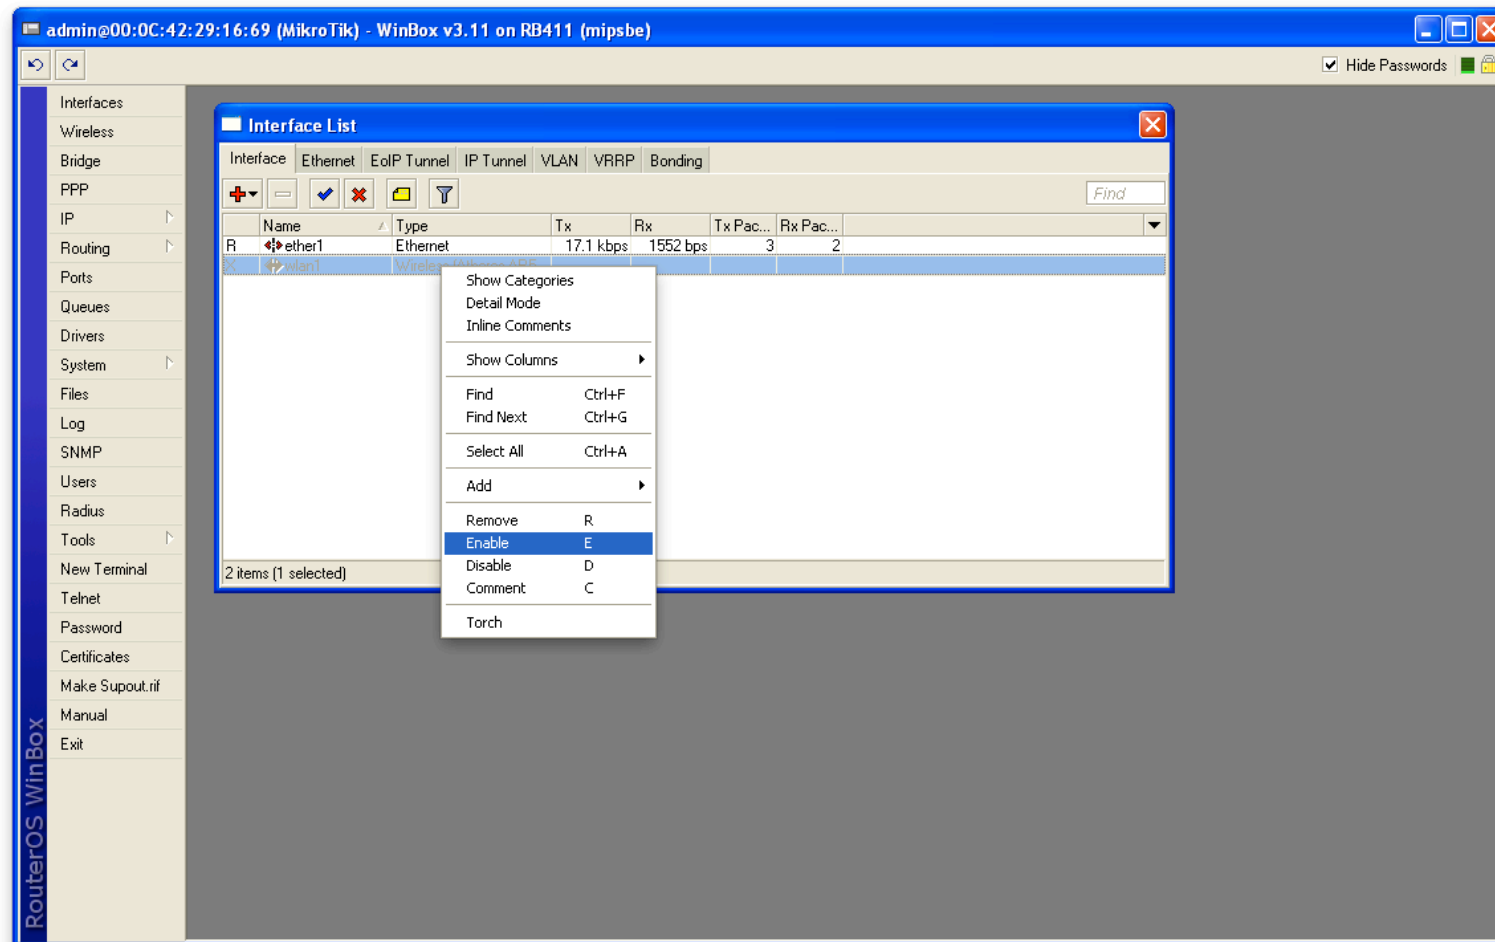 admin@00:0C:42:29:16:69 (MikroTik) - WinBox v3.11 on RB411 (mipsbe)
Hide Passwords
Interfaces
Wireless
Bridge
PPP
IP
Routing
Ports
Queues
Drivers
System
Files
Log
SNMP
Users
Radius
Tools
New Terminal
Telnet
Password
Certificates
Make Supout.rif
Manual
Exit
RouterOS WinBox
Interface List
Interface Ethernet EoIP Tunnel IP Tunnel VLAN VRRP Bonding
Find
Name Type Tx Rx Tx Pac... Rx Pac...
R ether1 Ethernet 17.1 kbps 1552 bps 3 2
X wlan1
Show Categories
Detail Mode
Inline Comments
Show Columns
Find Ctrl+F
Find Next Ctrl+G
Select All Ctrl+A
Add
Remove R
Enable E
Disable D
Comment C
Torch
2 items (1 selected)